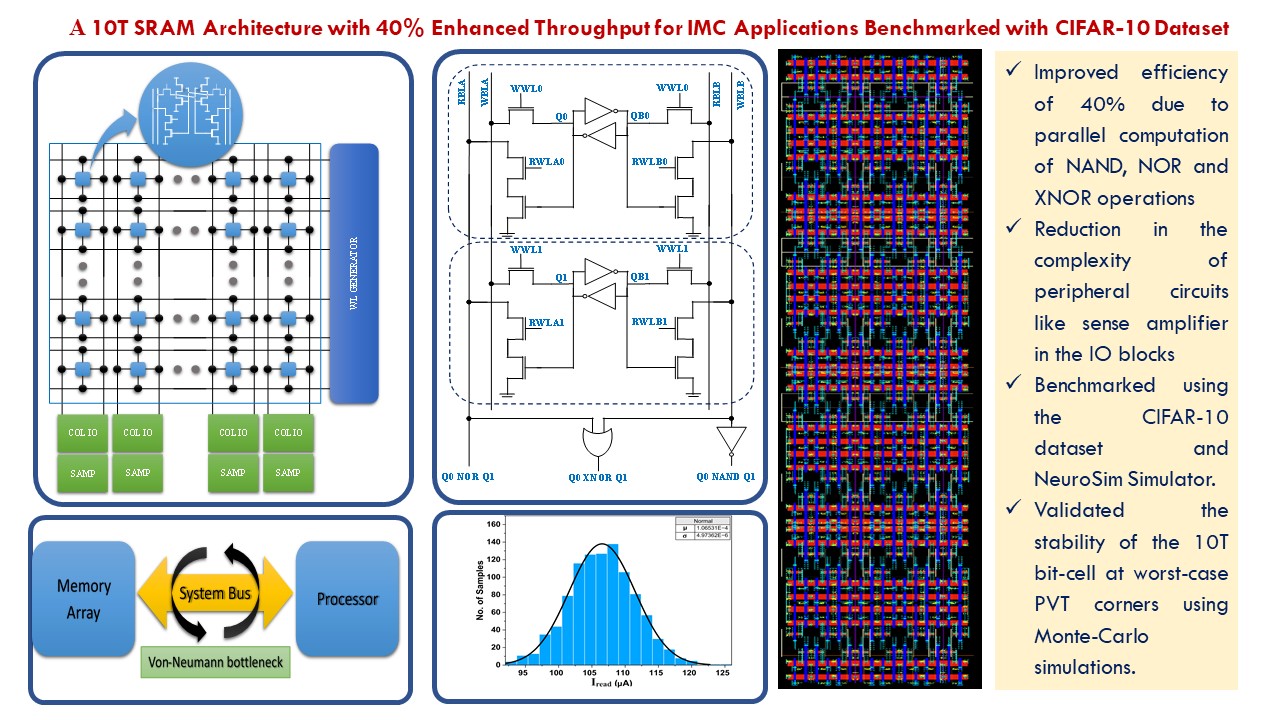 A 10T SRAM Architecture with 40% Enhanced Throughput for IMC Applications Benchmarked with CIFAR-10 Dataset
WL GENERATOR
COL IO COL IO COL IO COL IO
SAMP SAMP SAMP SAMP
RBLA WBLA RBLB WBLB
WWL0 WWL0
Q0 QB0
RWLA0 RWLB0
WWL1 WWL1
Q1 QB1
RWLA1 RWLB1
Q0 NOR Q1 Q0 XNOR Q1 Q0 NAND Q1
Memory
Array
System Bus
Processor
Von-Neumann bottleneck
Normal
μ 1.06531E-4
σ 4.97362E-6
No. of Samples
160
140
120
100
80
60
40
20
0
95 100 105 110 115 120 125
Iread (μA)
✓ Improved efficiency
of 40% due to
parallel computation
of NAND, NOR and
XNOR operations
✓ Reduction in the
complexity of
peripheral circuits
like sense amplifier
in the IO blocks
✓ Benchmarked using
the CIFAR-10
dataset and
NeuroSim Simulator.
✓ Validated the
stability of the 10T
bit-cell at worst-case
PVT corners using
Monte-Carlo
simulations.